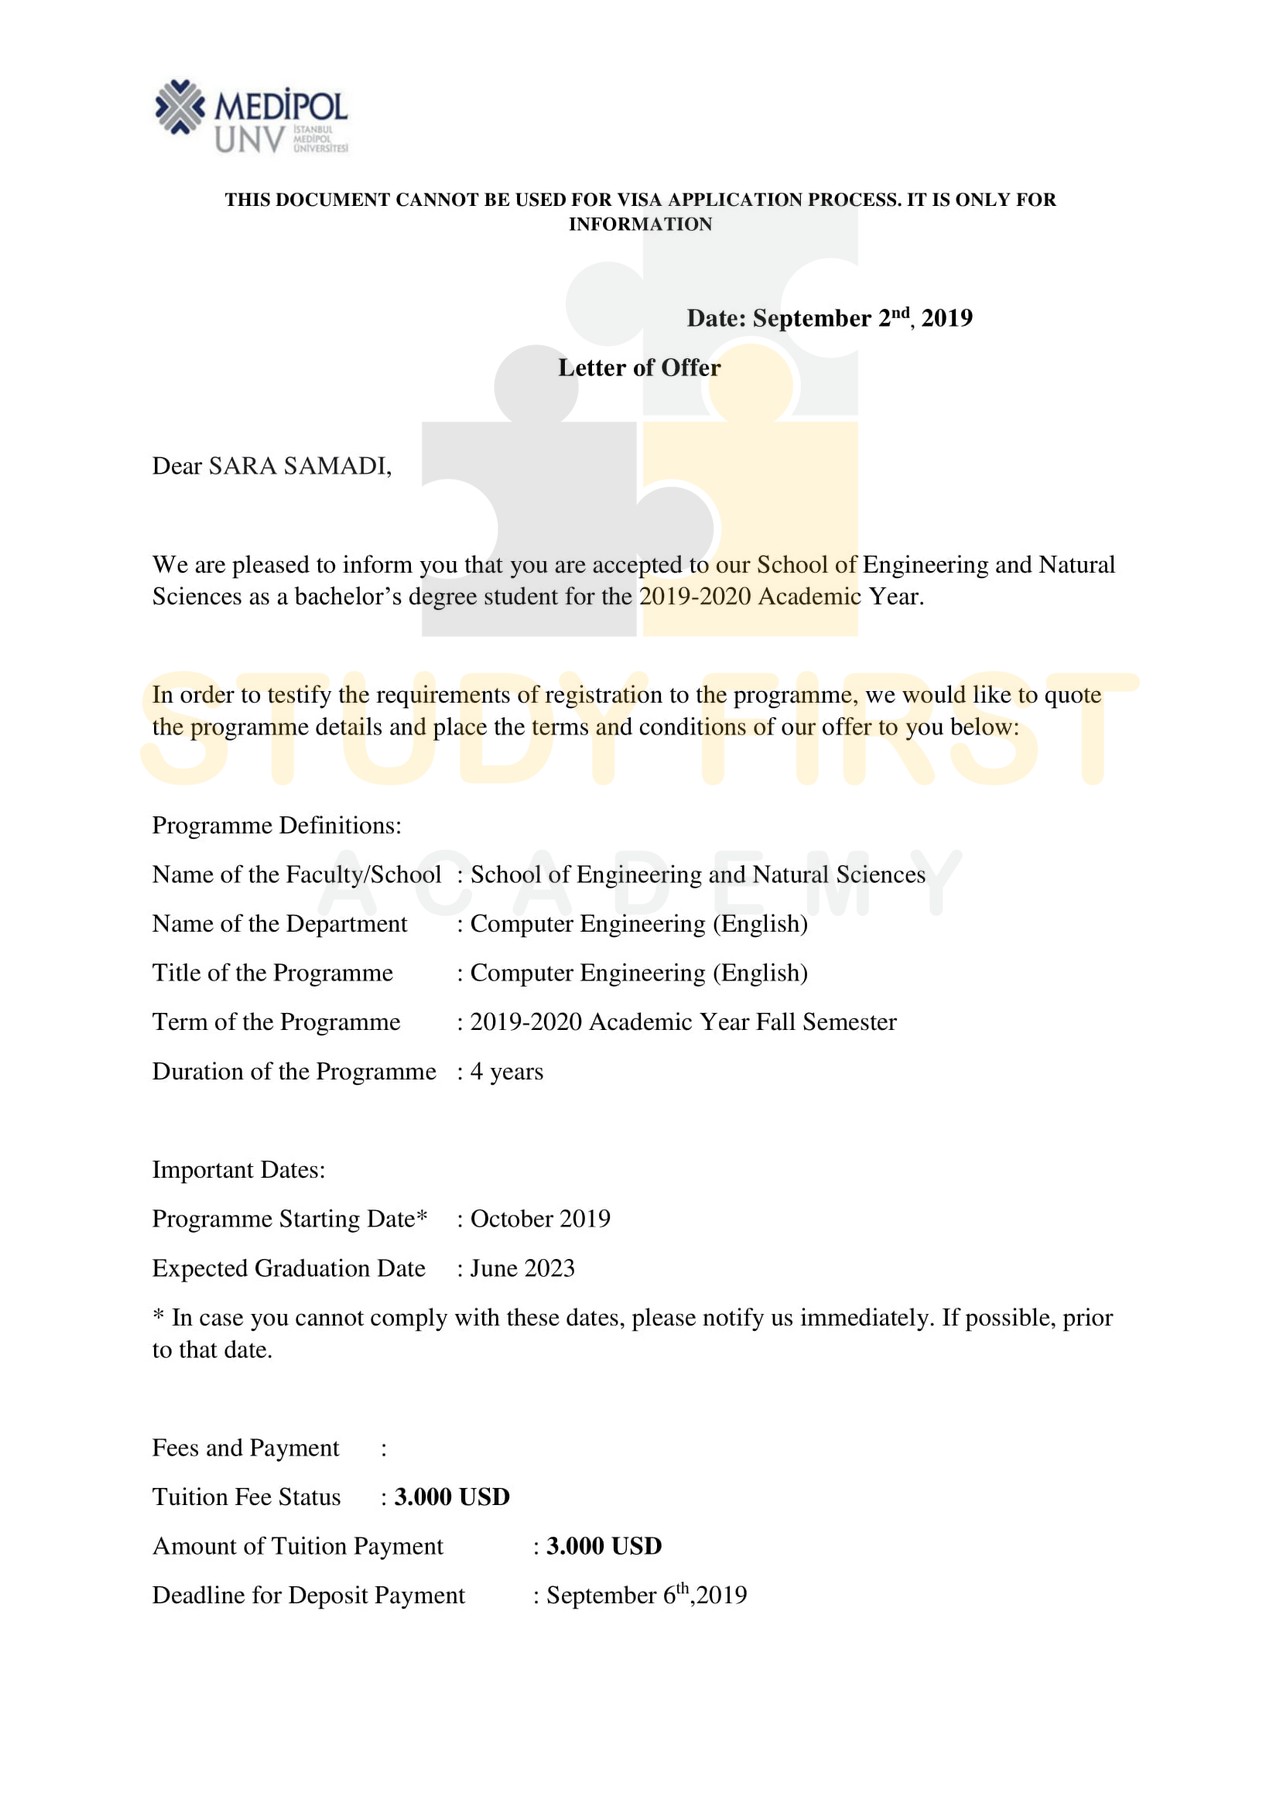 MEDİPOL
UNV İSTANBUL MEDİPOL ÜNİVERSİTESİ
THIS DOCUMENT CANNOT BE USED FOR VISA APPLICATION PROCESS. IT IS ONLY FOR
INFORMATION
Date: September 2nd, 2019
Letter of Offer
Dear SARA SAMADI,
We are pleased to inform you that you are accepted to our School of Engineering and Natural
Sciences as a bachelor’s degree student for the 2019-2020 Academic Year.
In order to testify the requirements of registration to the programme, we would like to quote
the programme details and place the terms and conditions of our offer to you below:
STUDY FIRST
Programme Definitions:
ACADEMY
Name of the Faculty/School : School of Engineering and Natural Sciences
Name of the Department : Computer Engineering (English)
Title of the Programme : Computer Engineering (English)
Term of the Programme : 2019-2020 Academic Year Fall Semester
Duration of the Programme : 4 years
Important Dates:
Programme Starting Date* : October 2019
Expected Graduation Date : June 2023
* In case you cannot comply with these dates, please notify us immediately. If possible, prior
to that date.
Fees and Payment :
Tuition Fee Status : 3.000 USD
Amount of Tuition Payment : 3.000 USD
Deadline for Deposit Payment : September 6th,2019